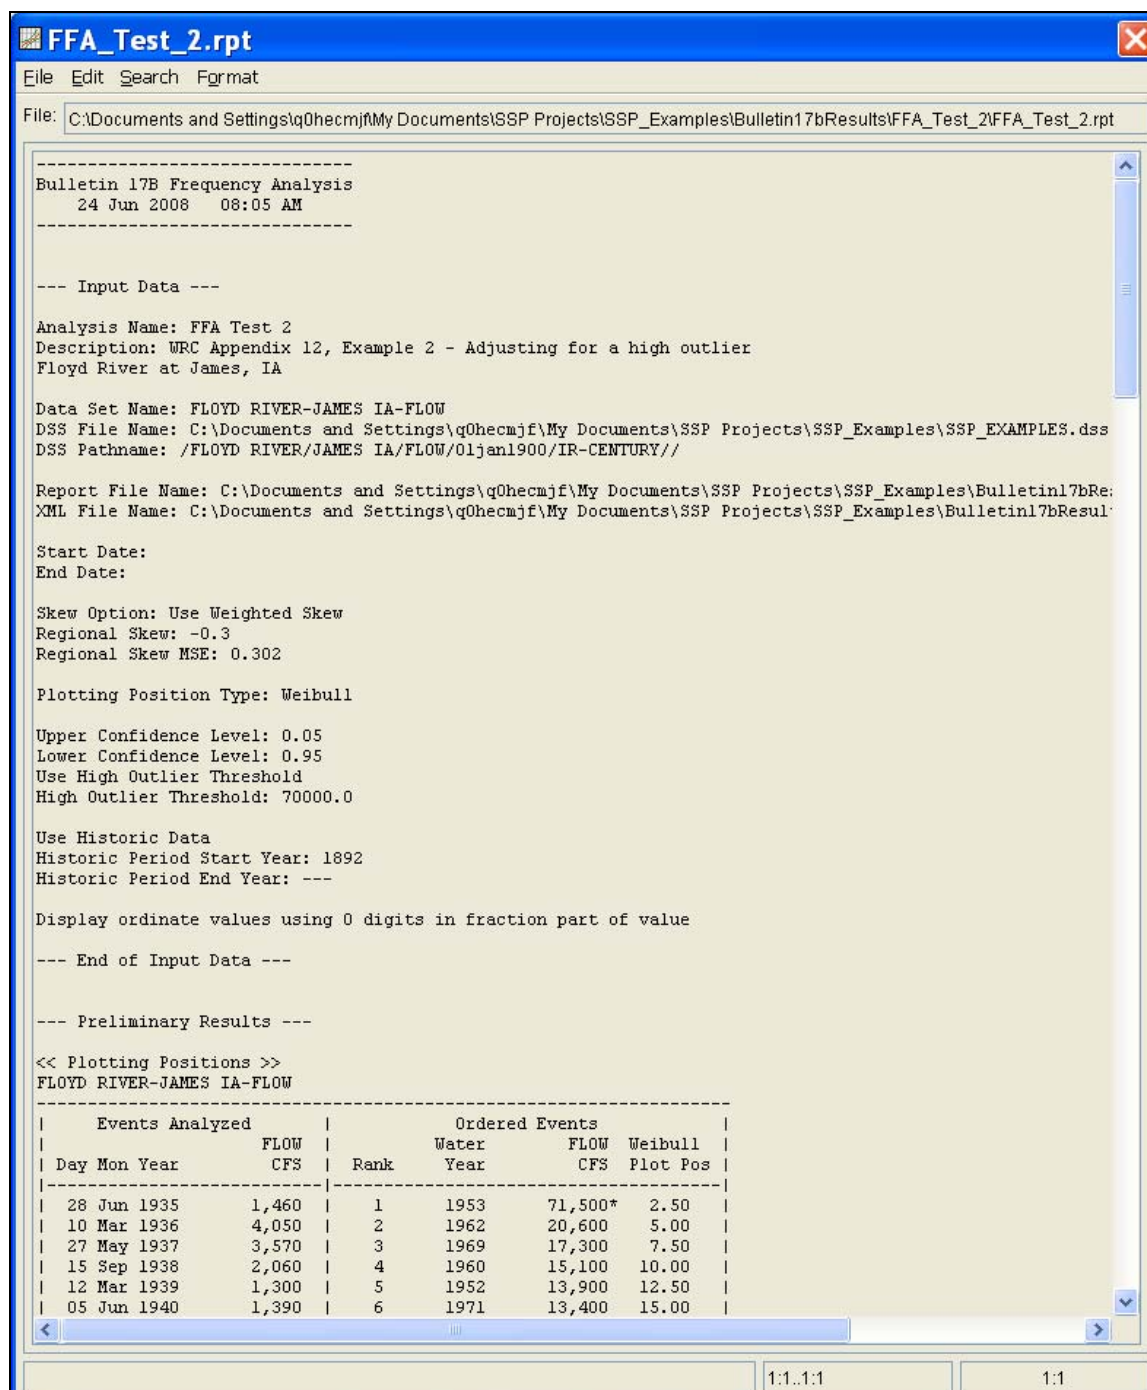 FFA_Test_2.rpt
File Edit Search Format
File: C:\Documents and Settings\q0hecmjf\My Documents\SSP Projects\SSP_Examples\Bulletin17bResults\FFA_Test_2\FFA_Test_2.rpt
-------------------------------
Bulletin 17B Frequency Analysis
24 Jun 2008 08:05 AM
-------------------------------
--- Input Data ---
Analysis Name: FFA Test 2
Description: WRC Appendix 12, Example 2 - Adjusting for a high outlier
Floyd River at James, IA
Data Set Name: FLOYD RIVER-JAMES IA-FLOW
DSS File Name: C:\Documents and Settings\q0hecmjf\My Documents\SSP Projects\SSP_Examples\SSP_EXAMPLES.dss
DSS Pathname: /FLOYD RIVER/JAMES IA/FLOW/01jan1900/IR-CENTURY//
Report File Name: C:\Documents and Settings\q0hecmjf\My Documents\SSP Projects\SSP_Examples\Bulletin17bRe
XML File Name: C:\Documents and Settings\q0hecmjf\My Documents\SSP Projects\SSP_Examples\Bulletin17bResul
Start Date:
End Date:
Skew Option: Use Weighted Skew
Regional Skew: -0.3
Regional Skew MSE: 0.302
Plotting Position Type: Weibull
Upper Confidence Level: 0.05
Lower Confidence Level: 0.95
Use High Outlier Threshold
High Outlier Threshold: 70000.0
Use Historic Data
Historic Period Start Year: 1892
Historic Period End Year: ---
Display ordinate values using 0 digits in fraction part of value
--- End of Input Data ---
--- Preliminary Results ---
<< Plotting Positions >>
FLOYD RIVER-JAMES IA-FLOW
--------------------------------------------------------------------
| Events Analyzed | Ordered Events |
| FLOW | Water FLOW Weibull |
| Day Mon Year CFS | Rank Year CFS Plot Pos |
|---------------------------|--------------------------------------|
| 28 Jun 1935 1,460 | 1 1953 71,500* 2.50 |
| 10 Mar 1936 4,050 | 2 1962 20,600 5.00 |
| 27 May 1937 3,570 | 3 1969 17,300 7.50 |
| 15 Sep 1938 2,060 | 4 1960 15,100 10.00 |
| 12 Mar 1939 1,300 | 5 1952 13,900 12.50 |
| 05 Jun 1940 1,390 | 6 1971 13,400 15.00 |
1:1..1:1 1:1